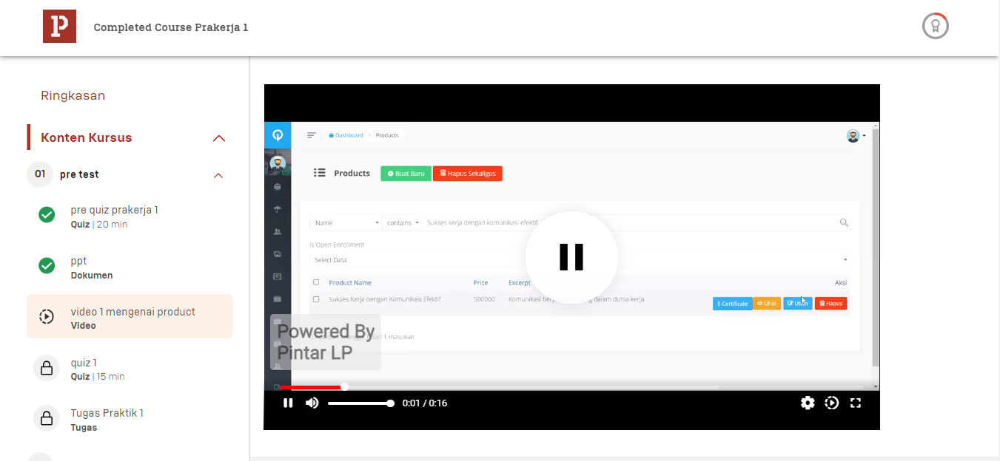 P
Completed Course Prakerja 1
Ringkasan
Konten Kursus
01 pre test
pre quiz prakerja 1
Quiz | 20 min
ppt
Dokumen
video 1 mengenai product
Video
quiz 1
Quiz | 15 min
Tugas Praktik 1
Tugas
Dashboard > Products
Products Buat Baru Hapus Sekaligus
Name contains Sukses kerja dengan komunikasi efektif
Is Open Enrollment
Select Data
Product Name Price Excerpt Aksi
Sukses Kerja dengan Komunikasi Efektif 500000 Komunikasi dalam dunia kerja E-Certificate Lihat Ubah Hapus
1 masukan
Powered By
Pintar LP
0:01 / 0:16